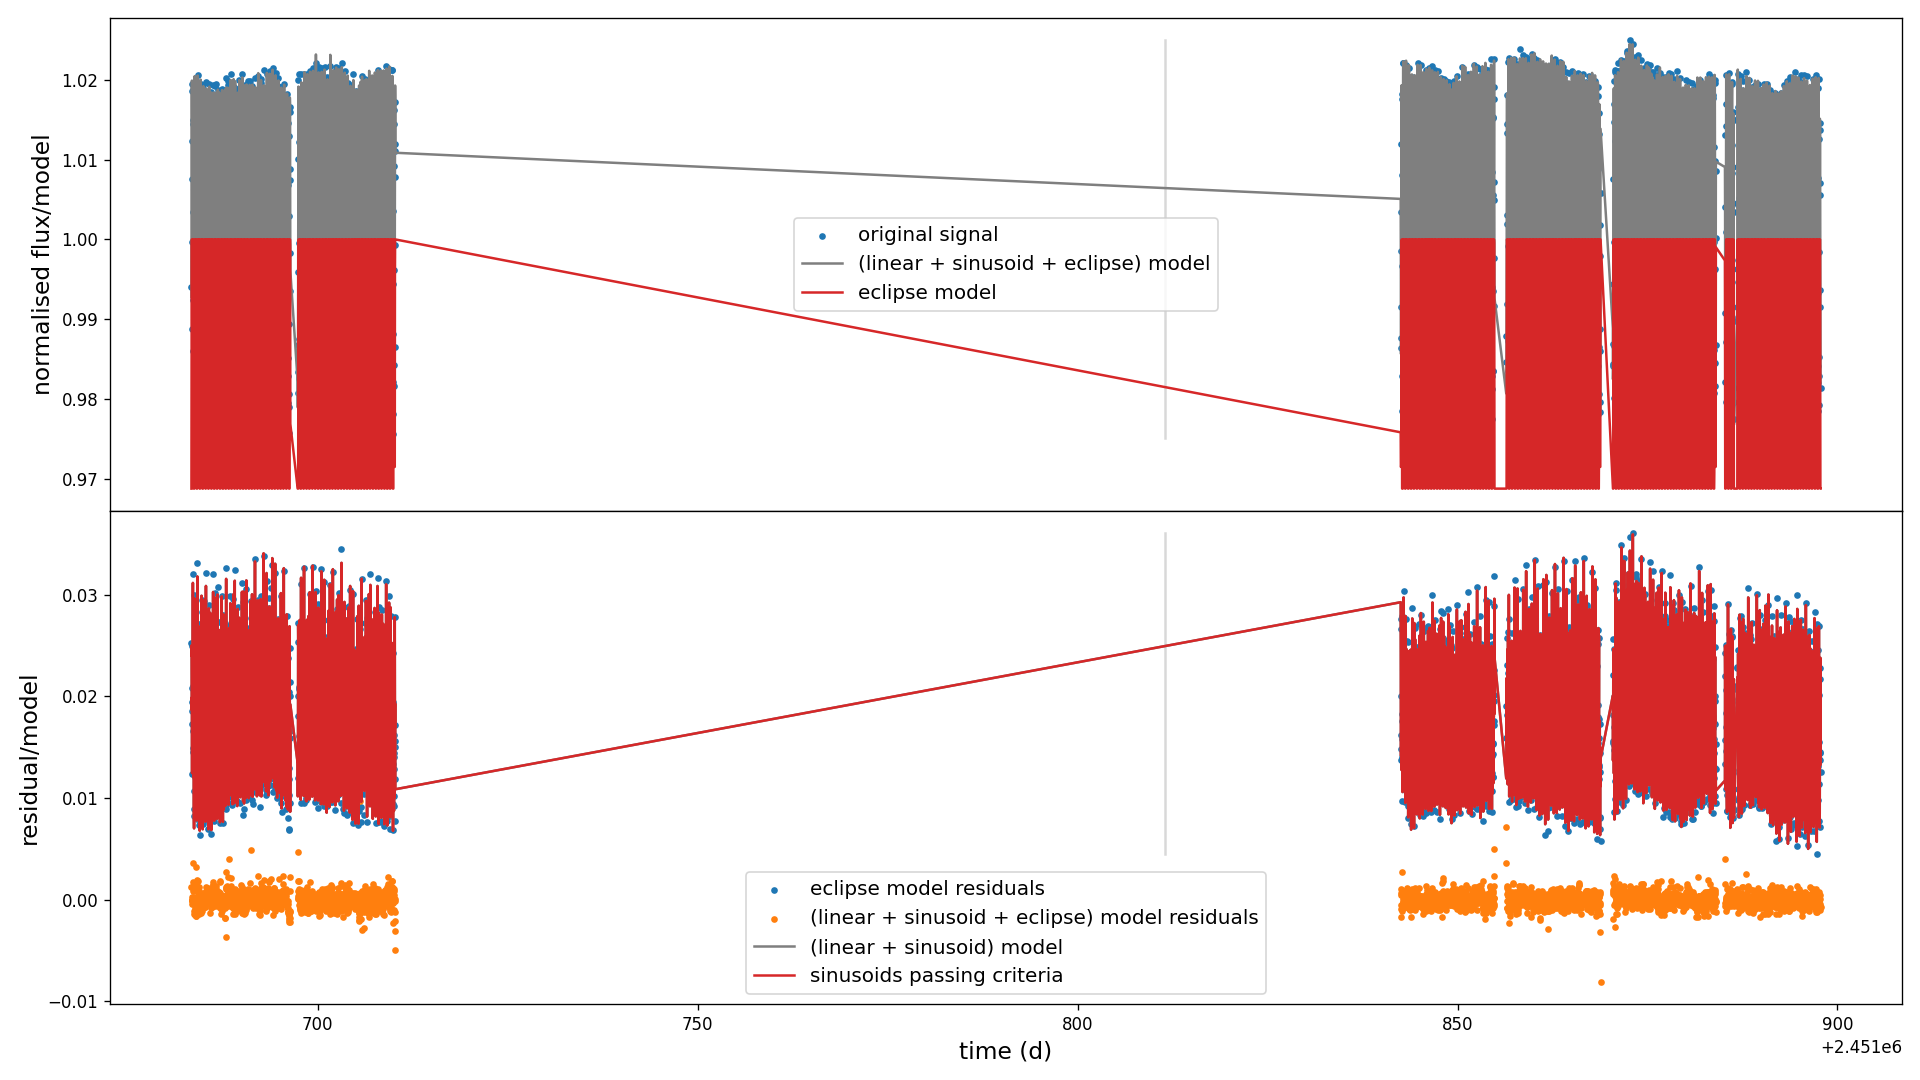 normalised flux/model
1.02
1.01
1.00
0.99
0.98
0.97
original signal
(linear + sinusoid + eclipse) model
eclipse model
residual/model
0.03
0.02
0.01
0.00
−0.01
eclipse model residuals
(linear + sinusoid + eclipse) model residuals
(linear + sinusoid) model
sinusoids passing criteria
700
750
800
850
900
time (d)
+2.451e6